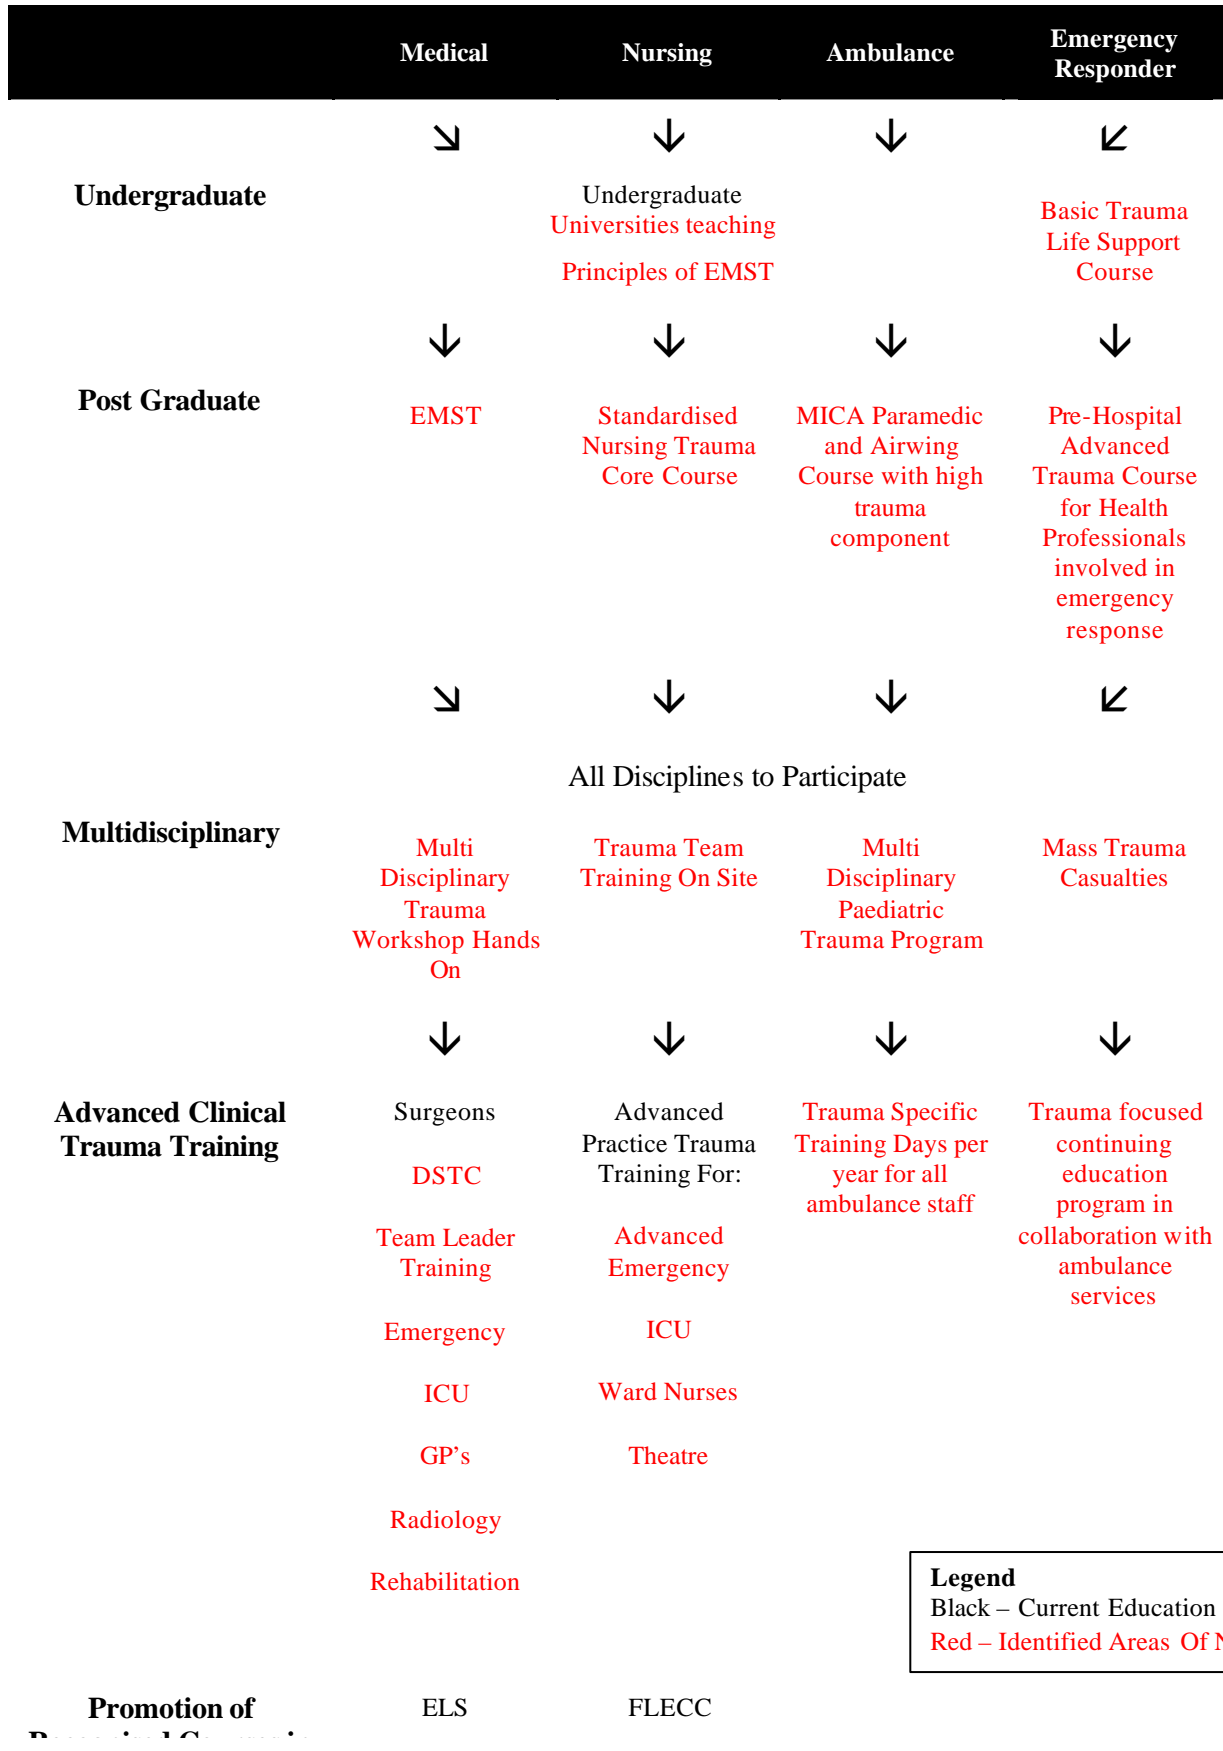 Medical
Nursing
Ambulance
Emergency
Responder
Undergraduate
Undergraduate
Universities teaching
Principles of EMST
Basic Trauma
Life Support
Course
Post Graduate
EMST
Standardised
Nursing Trauma
Core Course
MICA Paramedic
and Airwing
Course with high
trauma
component
Pre-Hospital
Advanced
Trauma Course
for Health
Professionals
involved in
emergency
response
All Disciplines to Participate
Multidisciplinary
Multi
Disciplinary
Trauma
Workshop Hands
On
Trauma Team
Training On Site
Multi
Disciplinary
Paediatric
Trauma Program
Mass Trauma
Casualties
Advanced Clinical
Trauma Training
Surgeons
DSTC
Team Leader
Training
Emergency
ICU
GP's
Radiology
Rehabilitation
Advanced
Practice Trauma
Training For:
Advanced
Emergency
ICU
Ward Nurses
Theatre
Trauma Specific
Training Days per
year for all
ambulance staff
Trauma focused
continuing
education
program in
collaboration with
ambulance
services
Legend
Black – Current Education
Red – Identified Areas Of
Promotion of
ELS
FLECC